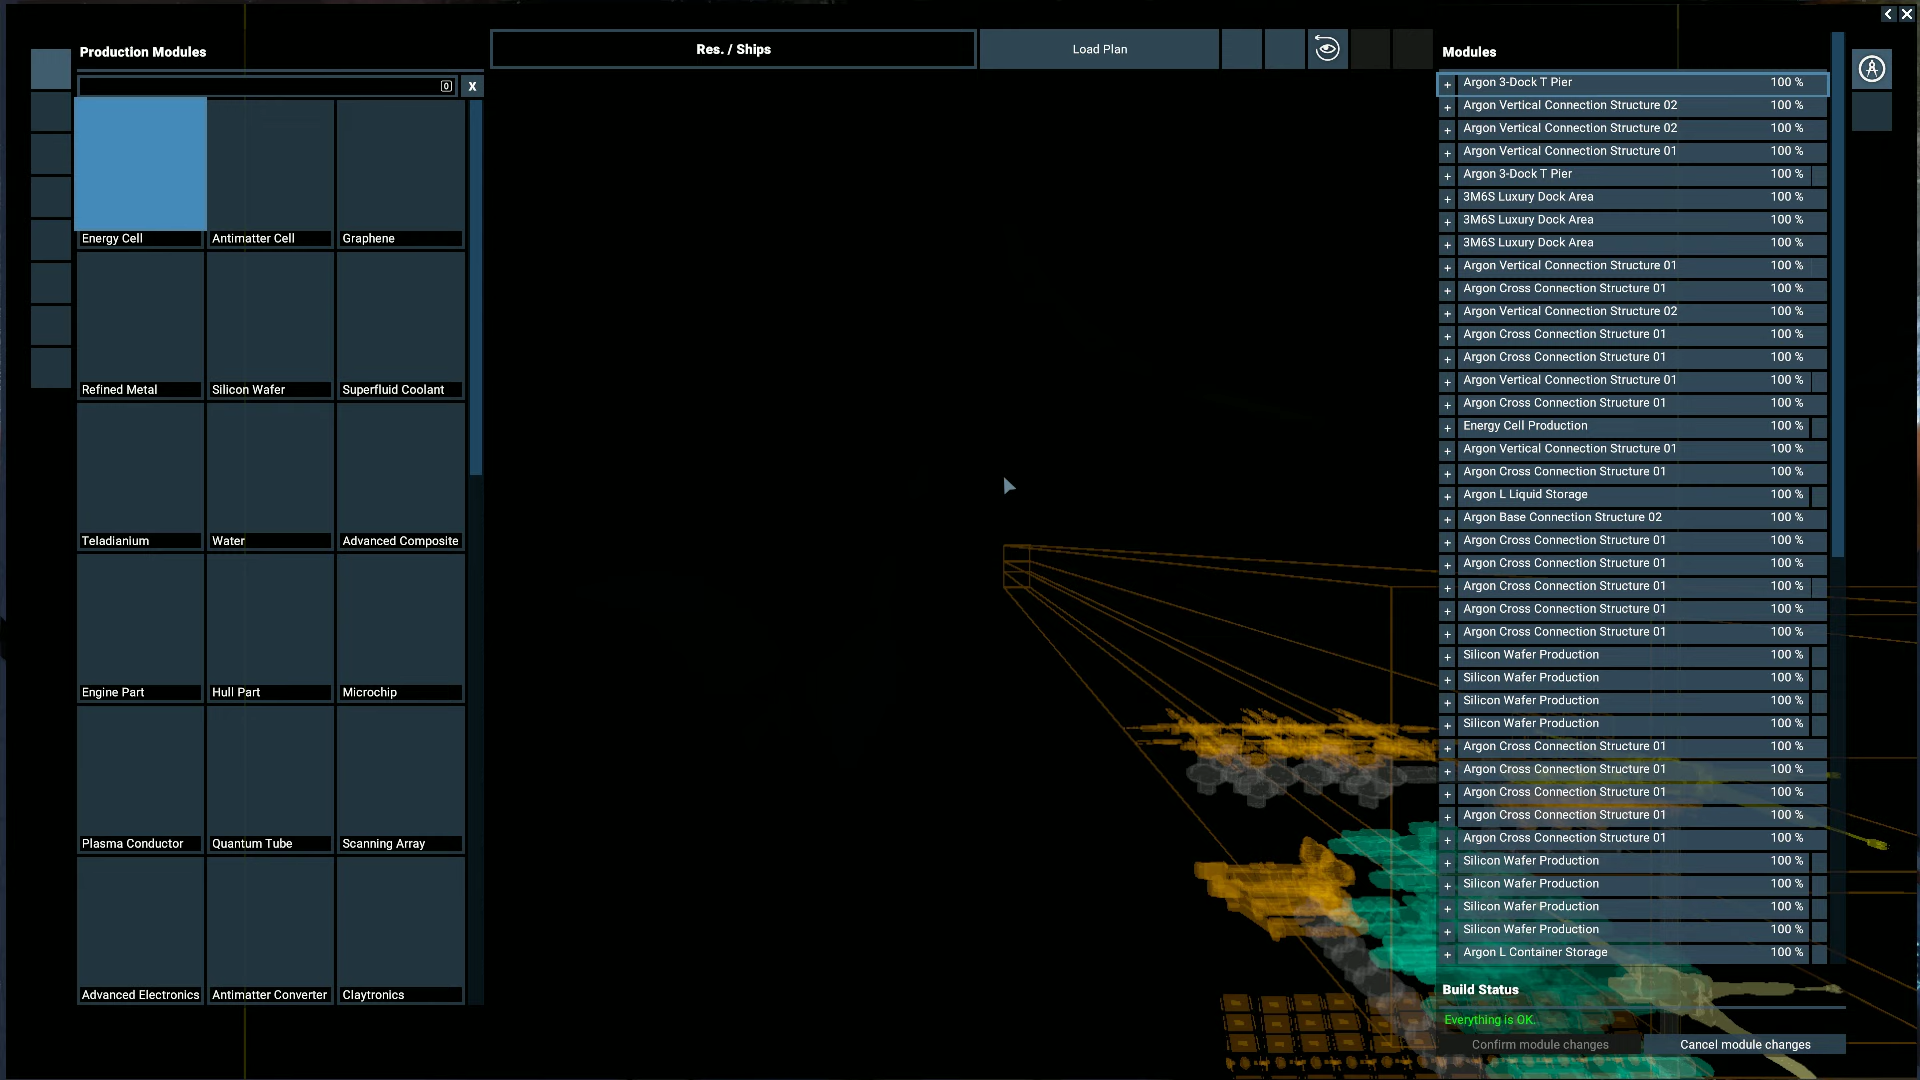 Production Modules
0
X
Energy Cell
Antimatter Cell
Graphene
Refined Metal
Silicon Wafer
Superfluid Coolant
Teladianium
Water
Advanced Composite
Engine Part
Hull Part
Microchip
Plasma Conductor
Quantum Tube
Scanning Array
Advanced Electronics
Antimatter Converter
Claytronics
Res. / Ships
Load Plan
Modules
+ Argon 3-Dock T Pier 100 %
+ Argon Vertical Connection Structure 02 100 %
+ Argon Vertical Connection Structure 02 100 %
+ Argon Vertical Connection Structure 01 100 %
+ Argon 3-Dock T Pier 100 %
+ 3M6S Luxury Dock Area 100 %
+ 3M6S Luxury Dock Area 100 %
+ 3M6S Luxury Dock Area 100 %
+ Argon Vertical Connection Structure 01 100 %
+ Argon Cross Connection Structure 01 100 %
+ Argon Vertical Connection Structure 02 100 %
+ Argon Cross Connection Structure 01 100 %
+ Argon Cross Connection Structure 01 100 %
+ Argon Vertical Connection Structure 01 100 %
+ Argon Cross Connection Structure 01 100 %
+ Energy Cell Production 100 %
+ Argon Vertical Connection Structure 01 100 %
+ Argon Cross Connection Structure 01 100 %
+ Argon L Liquid Storage 100 %
+ Argon Base Connection Structure 02 100 %
+ Argon Cross Connection Structure 01 100 %
+ Argon Cross Connection Structure 01 100 %
+ Argon Cross Connection Structure 01 100 %
+ Argon Cross Connection Structure 01 100 %
+ Argon Cross Connection Structure 01 100 %
+ Silicon Wafer Production 100 %
+ Silicon Wafer Production 100 %
+ Silicon Wafer Production 100 %
+ Silicon Wafer Production 100 %
+ Argon Cross Connection Structure 01 100 %
+ Argon Cross Connection Structure 01 100 %
+ Argon Cross Connection Structure 01 100 %
+ Argon Cross Connection Structure 01 100 %
+ Argon Cross Connection Structure 01 100 %
+ Silicon Wafer Production 100 %
+ Silicon Wafer Production 100 %
+ Silicon Wafer Production 100 %
+ Silicon Wafer Production 100 %
+ Argon L Container Storage 100 %
Build Status
Everything is OK.
Confirm module changes
Cancel module changes